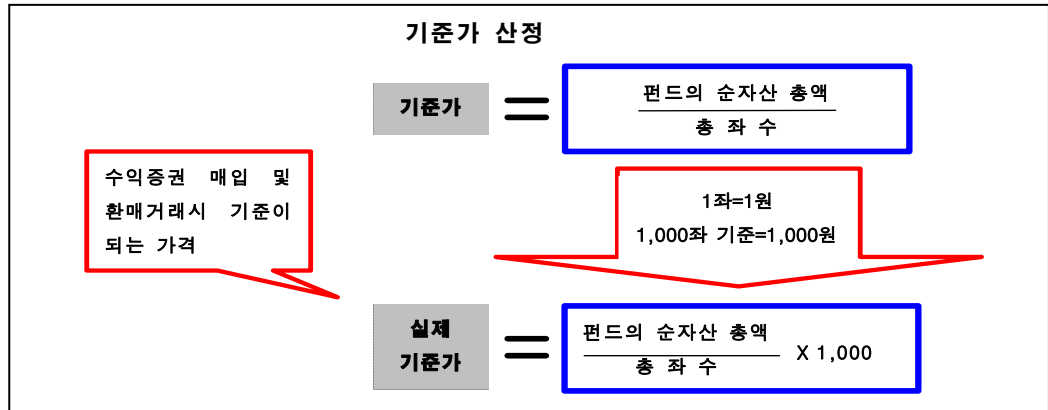 기준가 산정
기준가 = 펀드의 순자산 총액
총 좌 수
수익증권 매입 및
환매거래시 기준이
되는 가격
1좌=1원
1,000좌 기준=1,000원
실제
기준가 = 펀드의 순자산 총액
총 좌 수
X 1,000